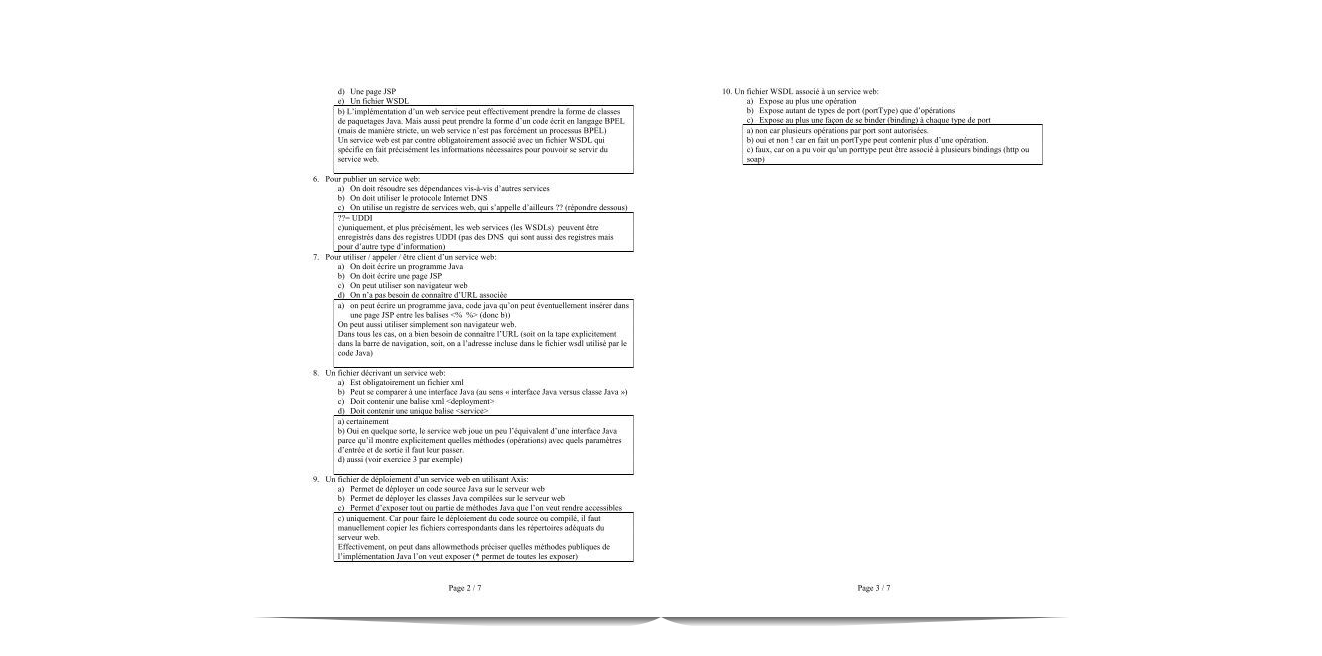 d) Une page JSP
e) Un fichier WSDL
b) L'implémentation d'un web service peut effectivement prendre la forme de classes
de paquetages Java. Mais aussi peut prendre la forme d'un code écrit en langage BPEL
(mais de manière stricte, un web service n'est pas forcément un processus BPEL)
Un service web est par contre obligatoirement associé avec un fichier WSDL qui
spécifie en fait précisément les informations nécessaires pour pouvoir se servir du
service web.
6. Pour publier un service web:
a) On doit résoudre ses dépendances vis-à-vis d'autres services
b) On doit utiliser le protocole Internet DNS
c) On utilise un registre de services web, qui s'appelle d'ailleurs ?? (répondre dessous)
??= UDDI
c)uniquement, et plus précisément, les web services (les WSDLs) peuvent être
enregistrés dans des registres UDDI (pas des DNS qui sont aussi des registres mais
pour d'autre type d'information)
7. Pour utiliser / appeler / être client d'un service web:
a) On doit écrire un programme Java
b) On doit écrire une page JSP
c) On peut utiliser son navigateur web
d) On n'a pas besoin de connaître d'URL associée
a) on peut écrire un programme java, code java qu'on peut éventuellement insérer dans
une page JSP entre les balises <% %> (donc b))
On peut aussi utiliser simplement son navigateur web.
Dans tous les cas, on a bien besoin de connaître l'URL (soit on la tape explicitement
dans la barre de navigation, soit, on a l'adresse incluse dans le fichier wsdl utilisé par le
code Java)
8. Un fichier décrivant un service web:
a) Est obligatoirement un fichier xml
b) Peut se comparer à une interface Java (au sens « interface Java versus classe Java »)
c) Doit contenir une balise xml <deployment>
d) Doit contenir une unique balise <service>
a) certainement
b) Oui en quelque sorte, le service web joue un peu l'équivalent d'une interface Java
parce qu'il montre explicitement quelles méthodes (opérations) avec quels paramètres
d'entrée et de sortie il faut leur passer.
d) aussi (voir exercice 3 par exemple)
9. Un fichier de déploiement d'un service web en utilisant Axis:
a) Permet de déployer un code source Java sur le serveur web
b) Permet de déployer les classes Java compilées sur le serveur web
c) Permet d'exposer tout ou partie de méthodes Java que l'on veut rendre accessibles
c) uniquement. Car pour faire le déploiement du code source ou compilé, il faut
manuellement copier les fichiers correspondants dans les répertoires adéquats du
serveur web.
Effectivement, on peut dans allowmethods préciser quelles méthodes publiques de
l'implémentation Java l'on veut exposer (* permet de toutes les exposer)
Page 2 / 7
10. Un fichier WSDL associé à un service web:
a) Expose au plus une opération
b) Expose autant de types de port (portType) que d'opérations
c) Expose au plus une façon de se binder (binding) à chaque type de port
a) non car plusieurs opérations par port sont autorisées.
b) oui et non ! car en fait un portType peut contenir plus d'une opération.
c) faux, car on a pu voir qu'un porttype peut être associé à plusieurs bindings (http ou
soap)
Page 3 / 7